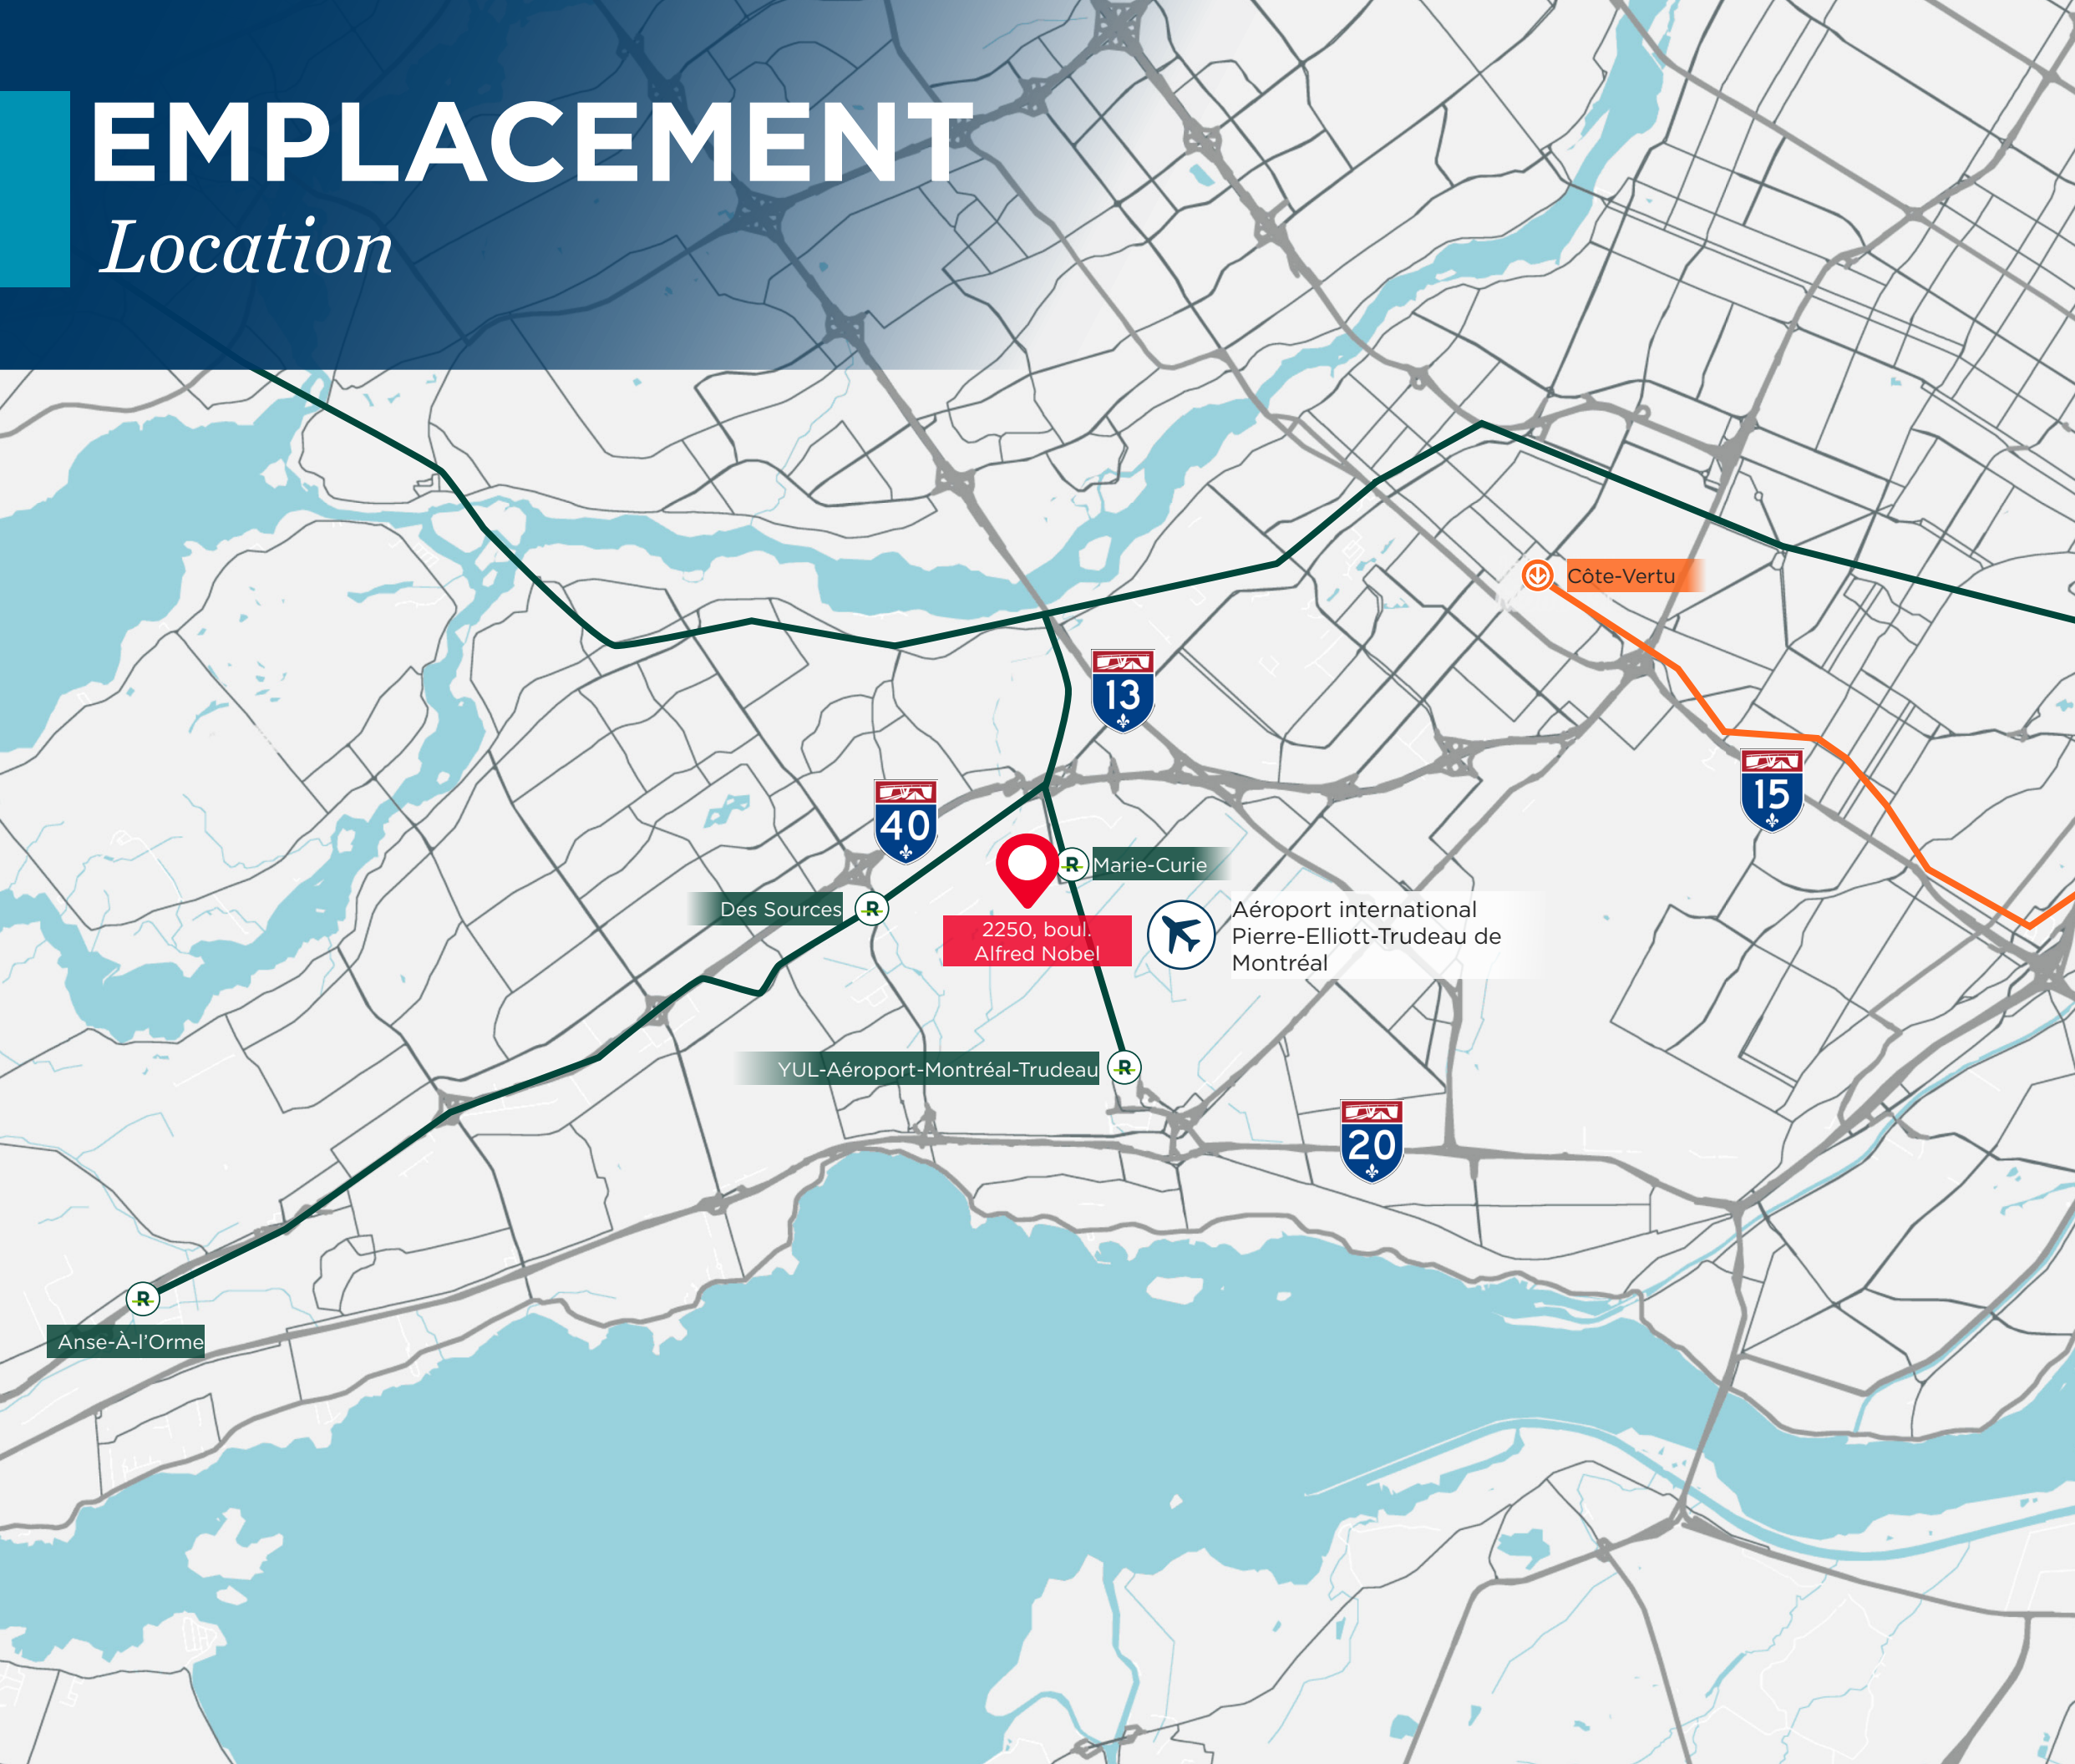 EMPLACEMENT
Location
Côte-Vertu
13
15
40
Marie-Curie
R
Des Sources
R
2250, boul.
Alfred Nobel
Aéroport international
Pierre-Elliott-Trudeau de
Montréal
YUL-Aéroport-Montréal-Trudeau
R
20
R
Anse-À-l'Orme